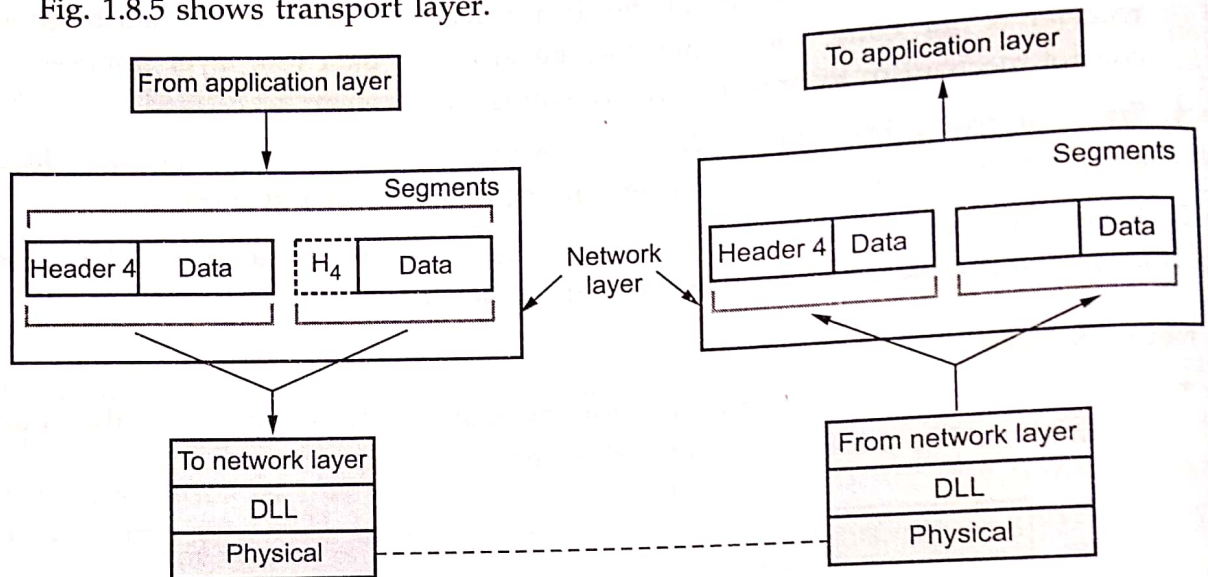 Fig. 1.8.5 shows transport layer.
From application layer
Segments
Header 4 Data
H4 Data
To network layer
DLL
Physical
Network
layer
To application layer
Segments
Header 4 Data
Data
From network layer
DLL
Physical